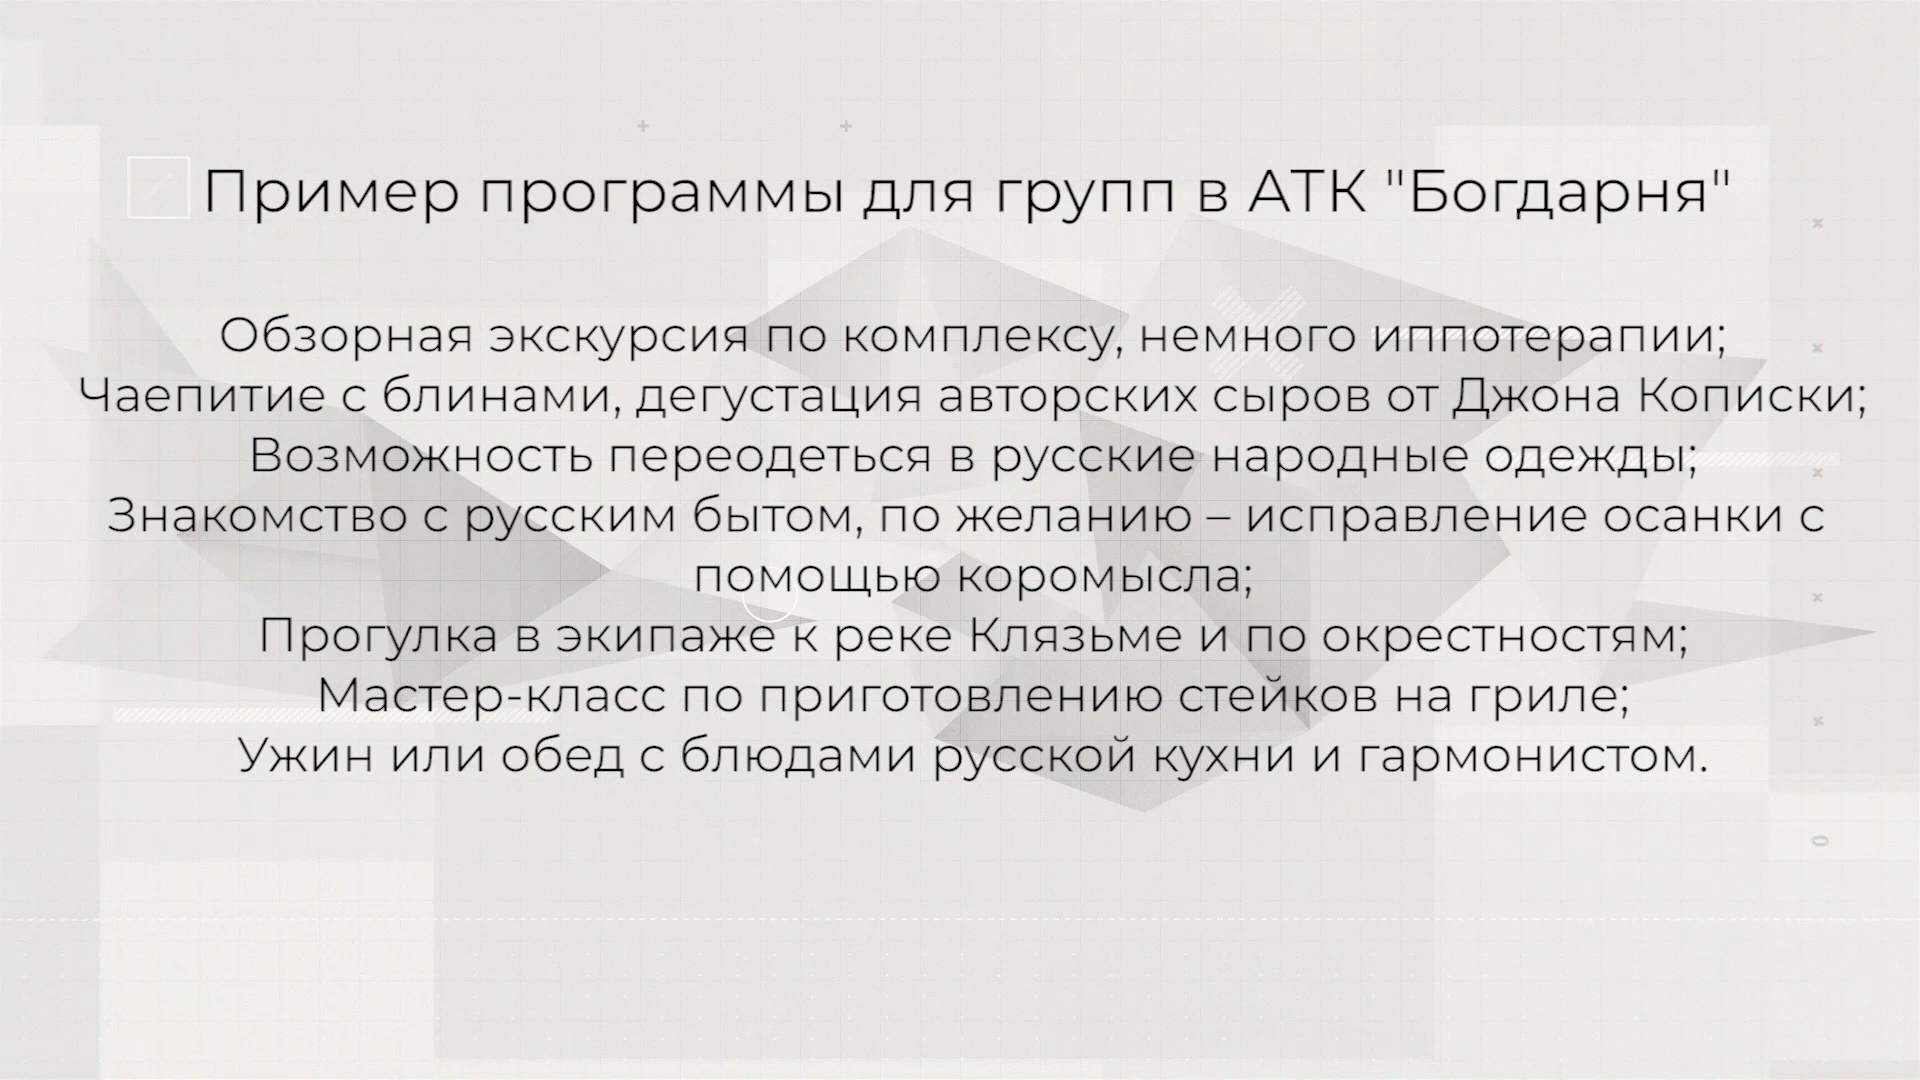 Пример программы для групп в АТК "Богдарня"
Обзорная экскурсия по комплексу, немного иппотерапии;
Чаепитие с блинами, дегустация авторских сыров от Джона Кописки;
Возможность переодеться в русские народные одежды;
Знакомство с русским бытом, по желанию – исправление осанки с
помощью коромысла;
Прогулка в экипаже к реке Клязьме и по окрестностям;
Мастер-класс по приготовлению стейков на гриле;
Ужин или обед с блюдами русской кухни и гармонистом.